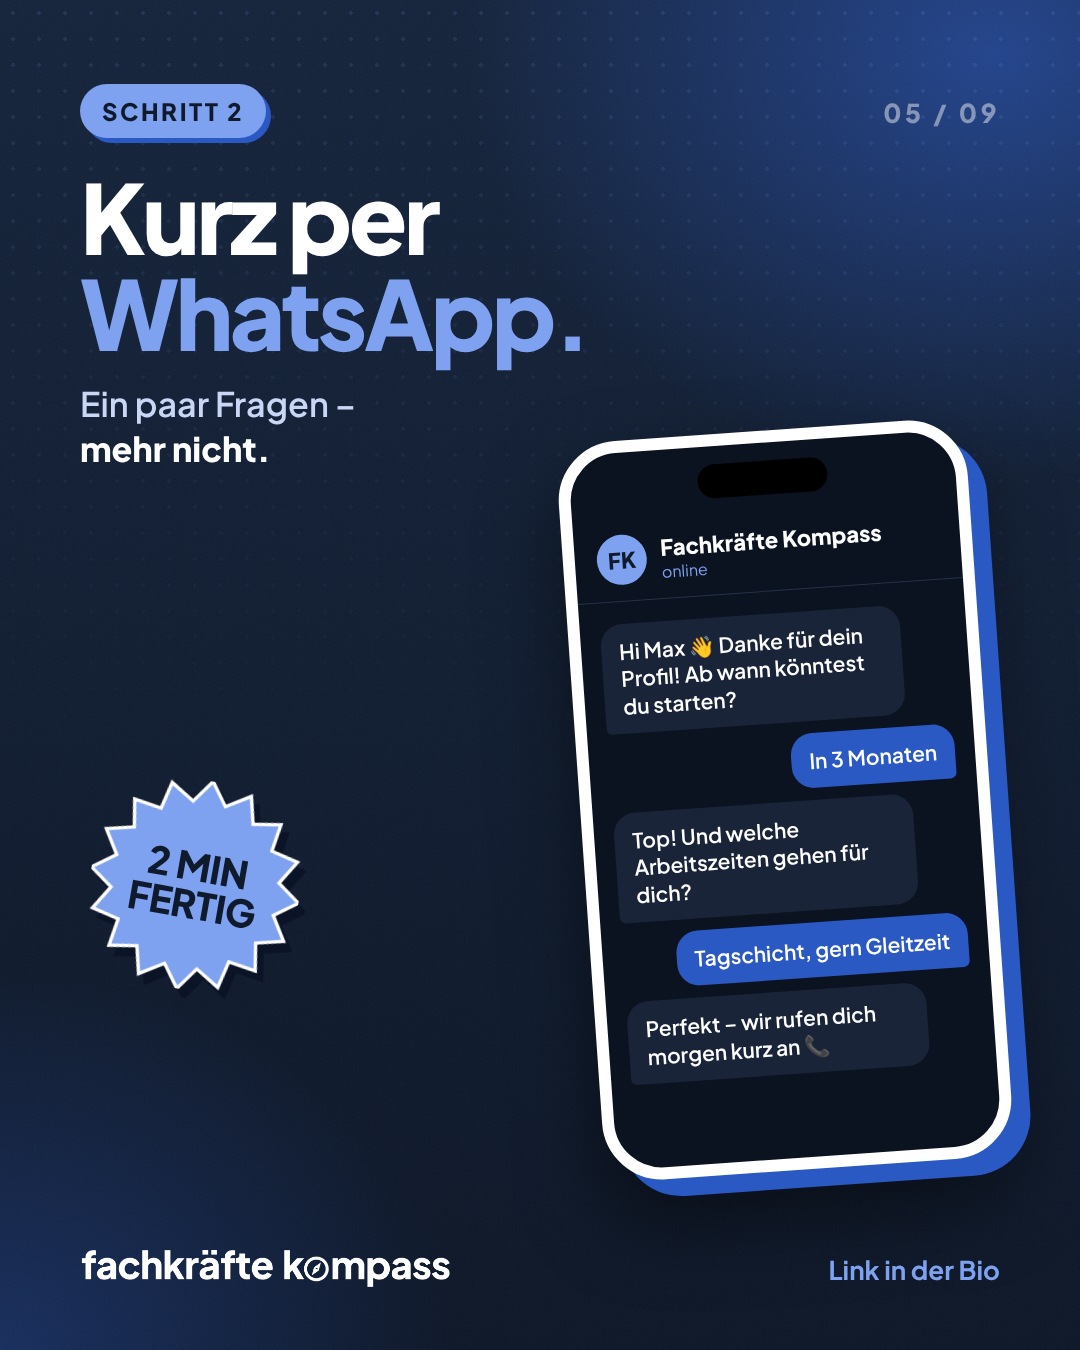 SCHRITT 2
05 / 09
Kurz per
WhatsApp.
Ein paar Fragen –
mehr nicht.
FK
Fachkräfte Kompass
online
Hi Max 👋 Danke für dein
Profil! Ab wann könntest
du starten?
In 3 Monaten
Top! Und welche
Arbeitszeiten gehen für
dich?
Tagschicht, gern Gleitzeit
Perfekt – wir rufen dich
morgen kurz an 📞
2 MIN
FERTIG
fachkräfte kompass
Link in der Bio